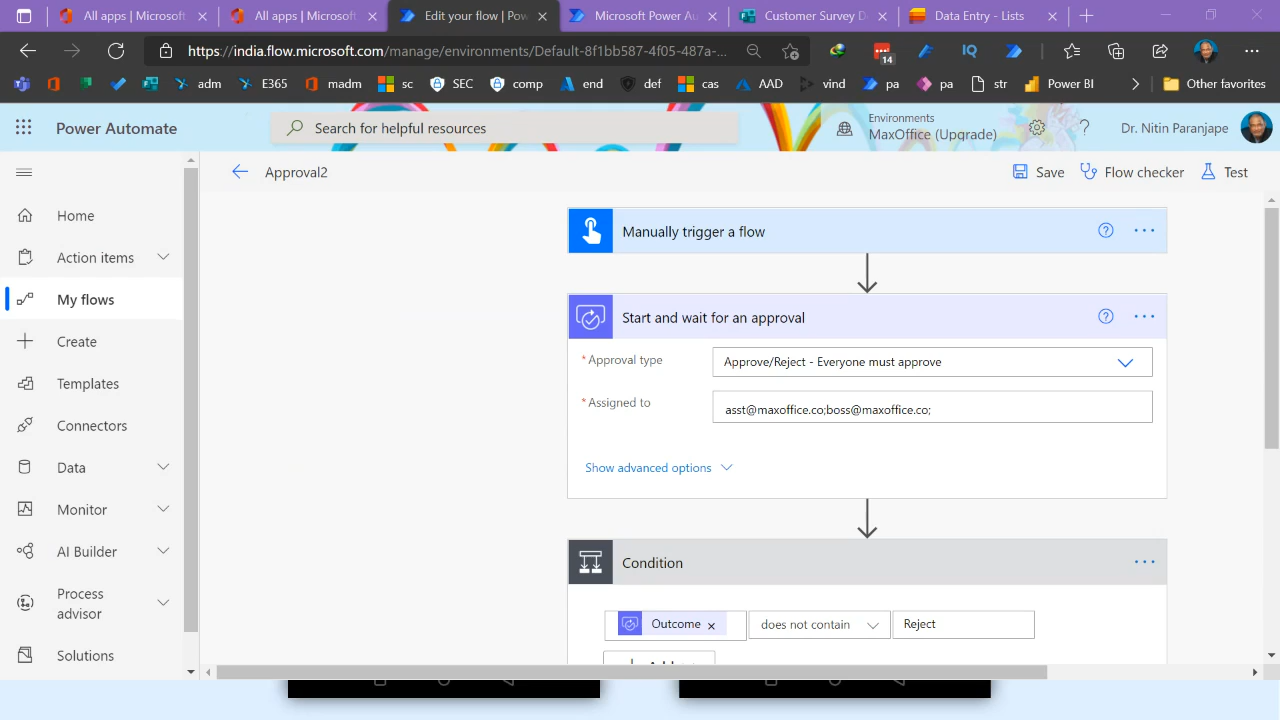 All apps | Microsoft
All apps | Microsoft
Edit your flow | Pow
Microsoft Power Au
Customer Survey D
Data Entry - Lists
https://india.flow.microsoft.com/manage/environments/Default-8f1bb587-4f05-487a-...
IQ
14
adm
E365
madm
sc
SEC
comp
end
def
cas
AAD
vind
pa
pa
str
Power BI
Other favorites
Power Automate
Search for helpful resources
Environments
MaxOffice (Upgrade)
?
Dr. Nitin Paranjape
Approval2
Save
Flow checker
Test
Home
Action items
My flows
Create
Templates
Connectors
Data
Monitor
AI Builder
Process
advisor
Solutions
Manually trigger a flow
Start and wait for an approval
* Approval type
Approve/Reject - Everyone must approve
* Assigned to
asst@maxoffice.co;boss@maxoffice.co;
Show advanced options
Condition
Outcome
does not contain
Reject